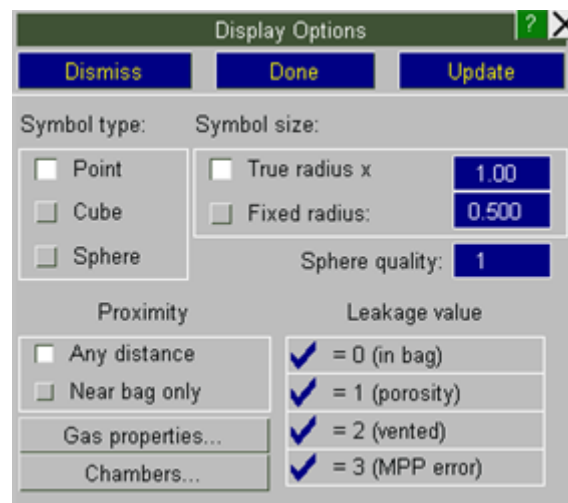 Display Options ? X
Dismiss Done Update
Symbol type: Symbol size:
Point True radius x 1.00
Cube Fixed radius: 0.500
Sphere Sphere quality: 1
Proximity Leakage value
Any distance = 0 (in bag)
Near bag only = 1 (porosity)
Gas properties... = 2 (vented)
Chambers... = 3 (MPP error)